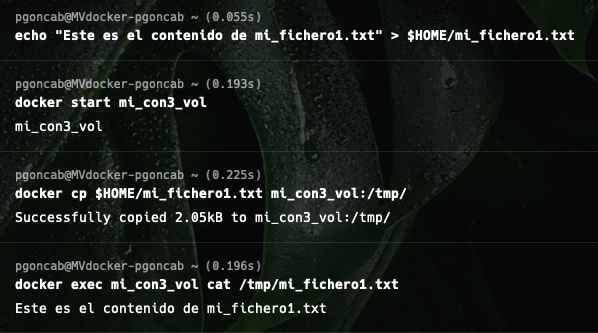 pgoncab@MVdocker-pgoncab ~ (0.055s)
echo "Este es el contenido de mi_fichero1.txt" > $HOME/mi_fichero1.txt
pgoncab@MVdocker-pgoncab ~ (0.193s)
docker start mi_con3_vol
mi_con3_vol
pgoncab@MVdocker-pgoncab ~ (0.225s)
docker cp $HOME/mi_fichero1.txt mi_con3_vol:/tmp/
Successfully copied 2.05kB to mi_con3_vol:/tmp/
pgoncab@MVdocker-pgoncab ~ (0.196s)
docker exec mi_con3_vol cat /tmp/mi_fichero1.txt
Este es el contenido de mi_fichero1.txt